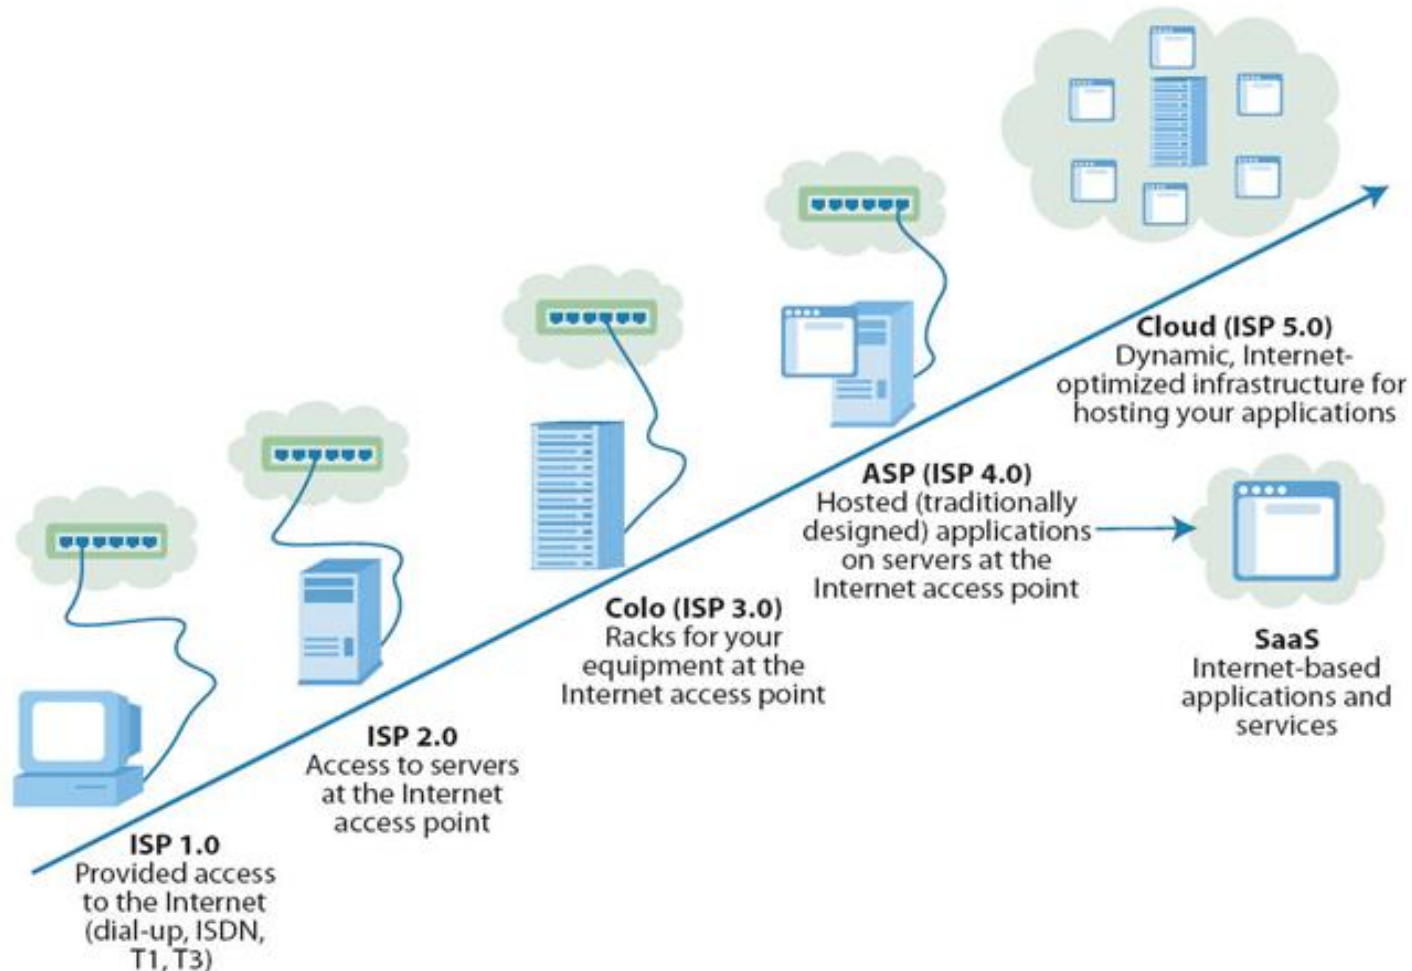 Cloud (ISP 5.0)
Dynamic, Internet-
optimized infrastructure for
hosting your applications
ASP (ISP 4.0)
Hosted (traditionally
designed) applications
on servers at the
Internet access point
SaaS
Internet-based
applications and
services
Colo (ISP 3.0)
Racks for your
equipment at the
Internet access point
ISP 2.0
Access to servers
at the Internet
access point
ISP 1.0
Provided access
to the Internet
(dial-up, ISDN,
T1, T3)